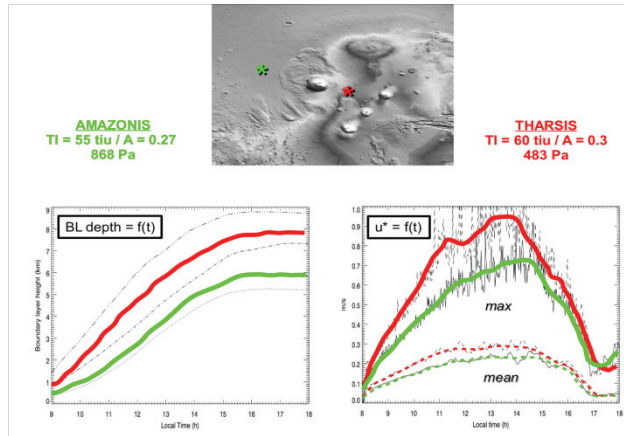 AMAZONIS
TI = 55 tiu / A = 0.27
868 Pa
THARSIS
TI = 60 tiu / A = 0.3
483 Pa
BL depth = f(t)
Boundary layer height (km)
9
8
7
6
5
4
3
2
1
0
9 10 11 12 13 14 15 16 17 18
Local Time (h)
u* = f(t)
max
mean
m/s
1.0
0.9
0.8
0.7
0.6
0.5
0.4
0.3
0.2
0.1
0.0
8 9 10 11 12 13 14 15 16 17 18
Local time (h)